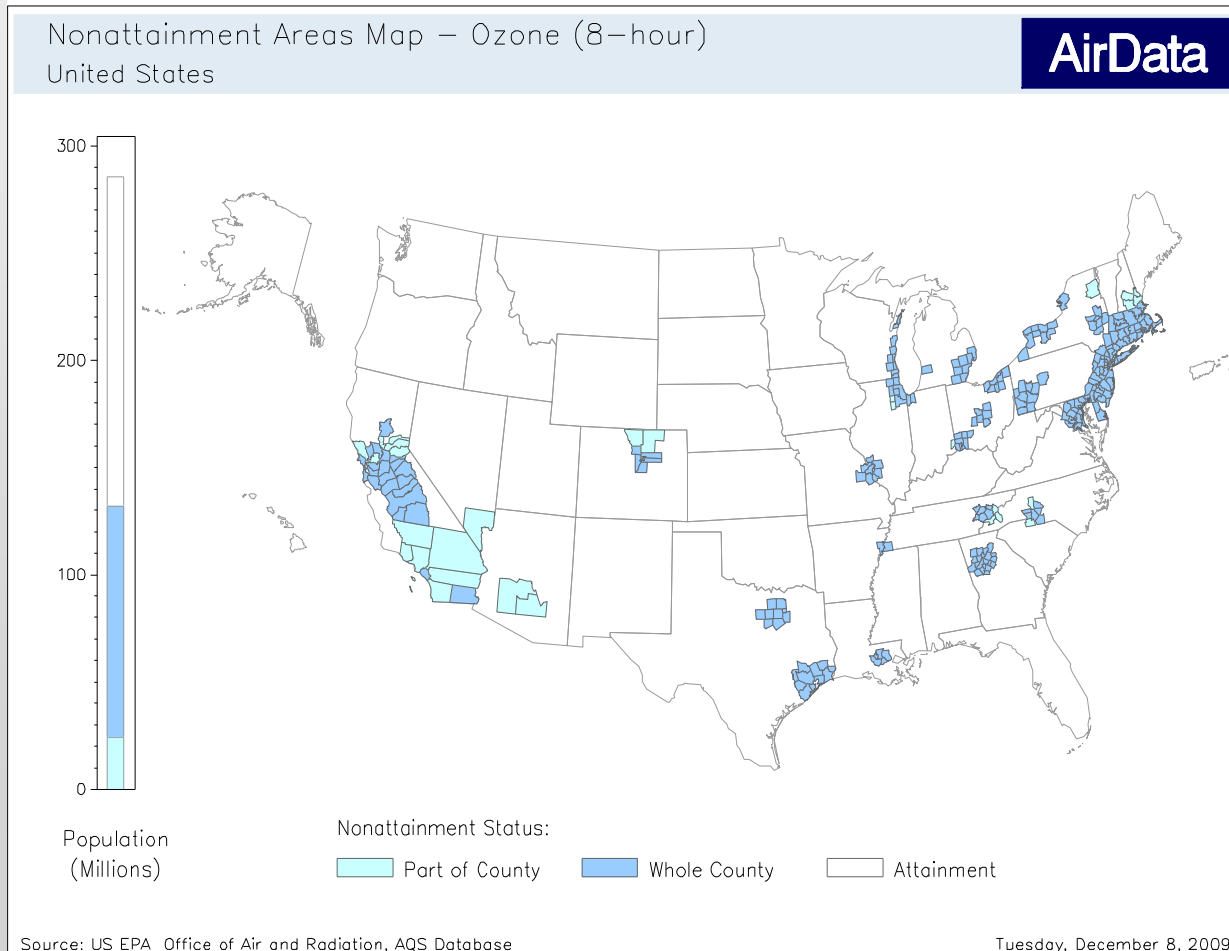 Nonattainment Areas Map – Ozone (8–hour)
United States
AirData
300
200
100
0
Population
(Millions)
Nonattainment Status:
Part of County
Whole County
Attainment
Source: US EPA Office of Air and Radiation, AQS Database
Tuesday, December 8, 2009